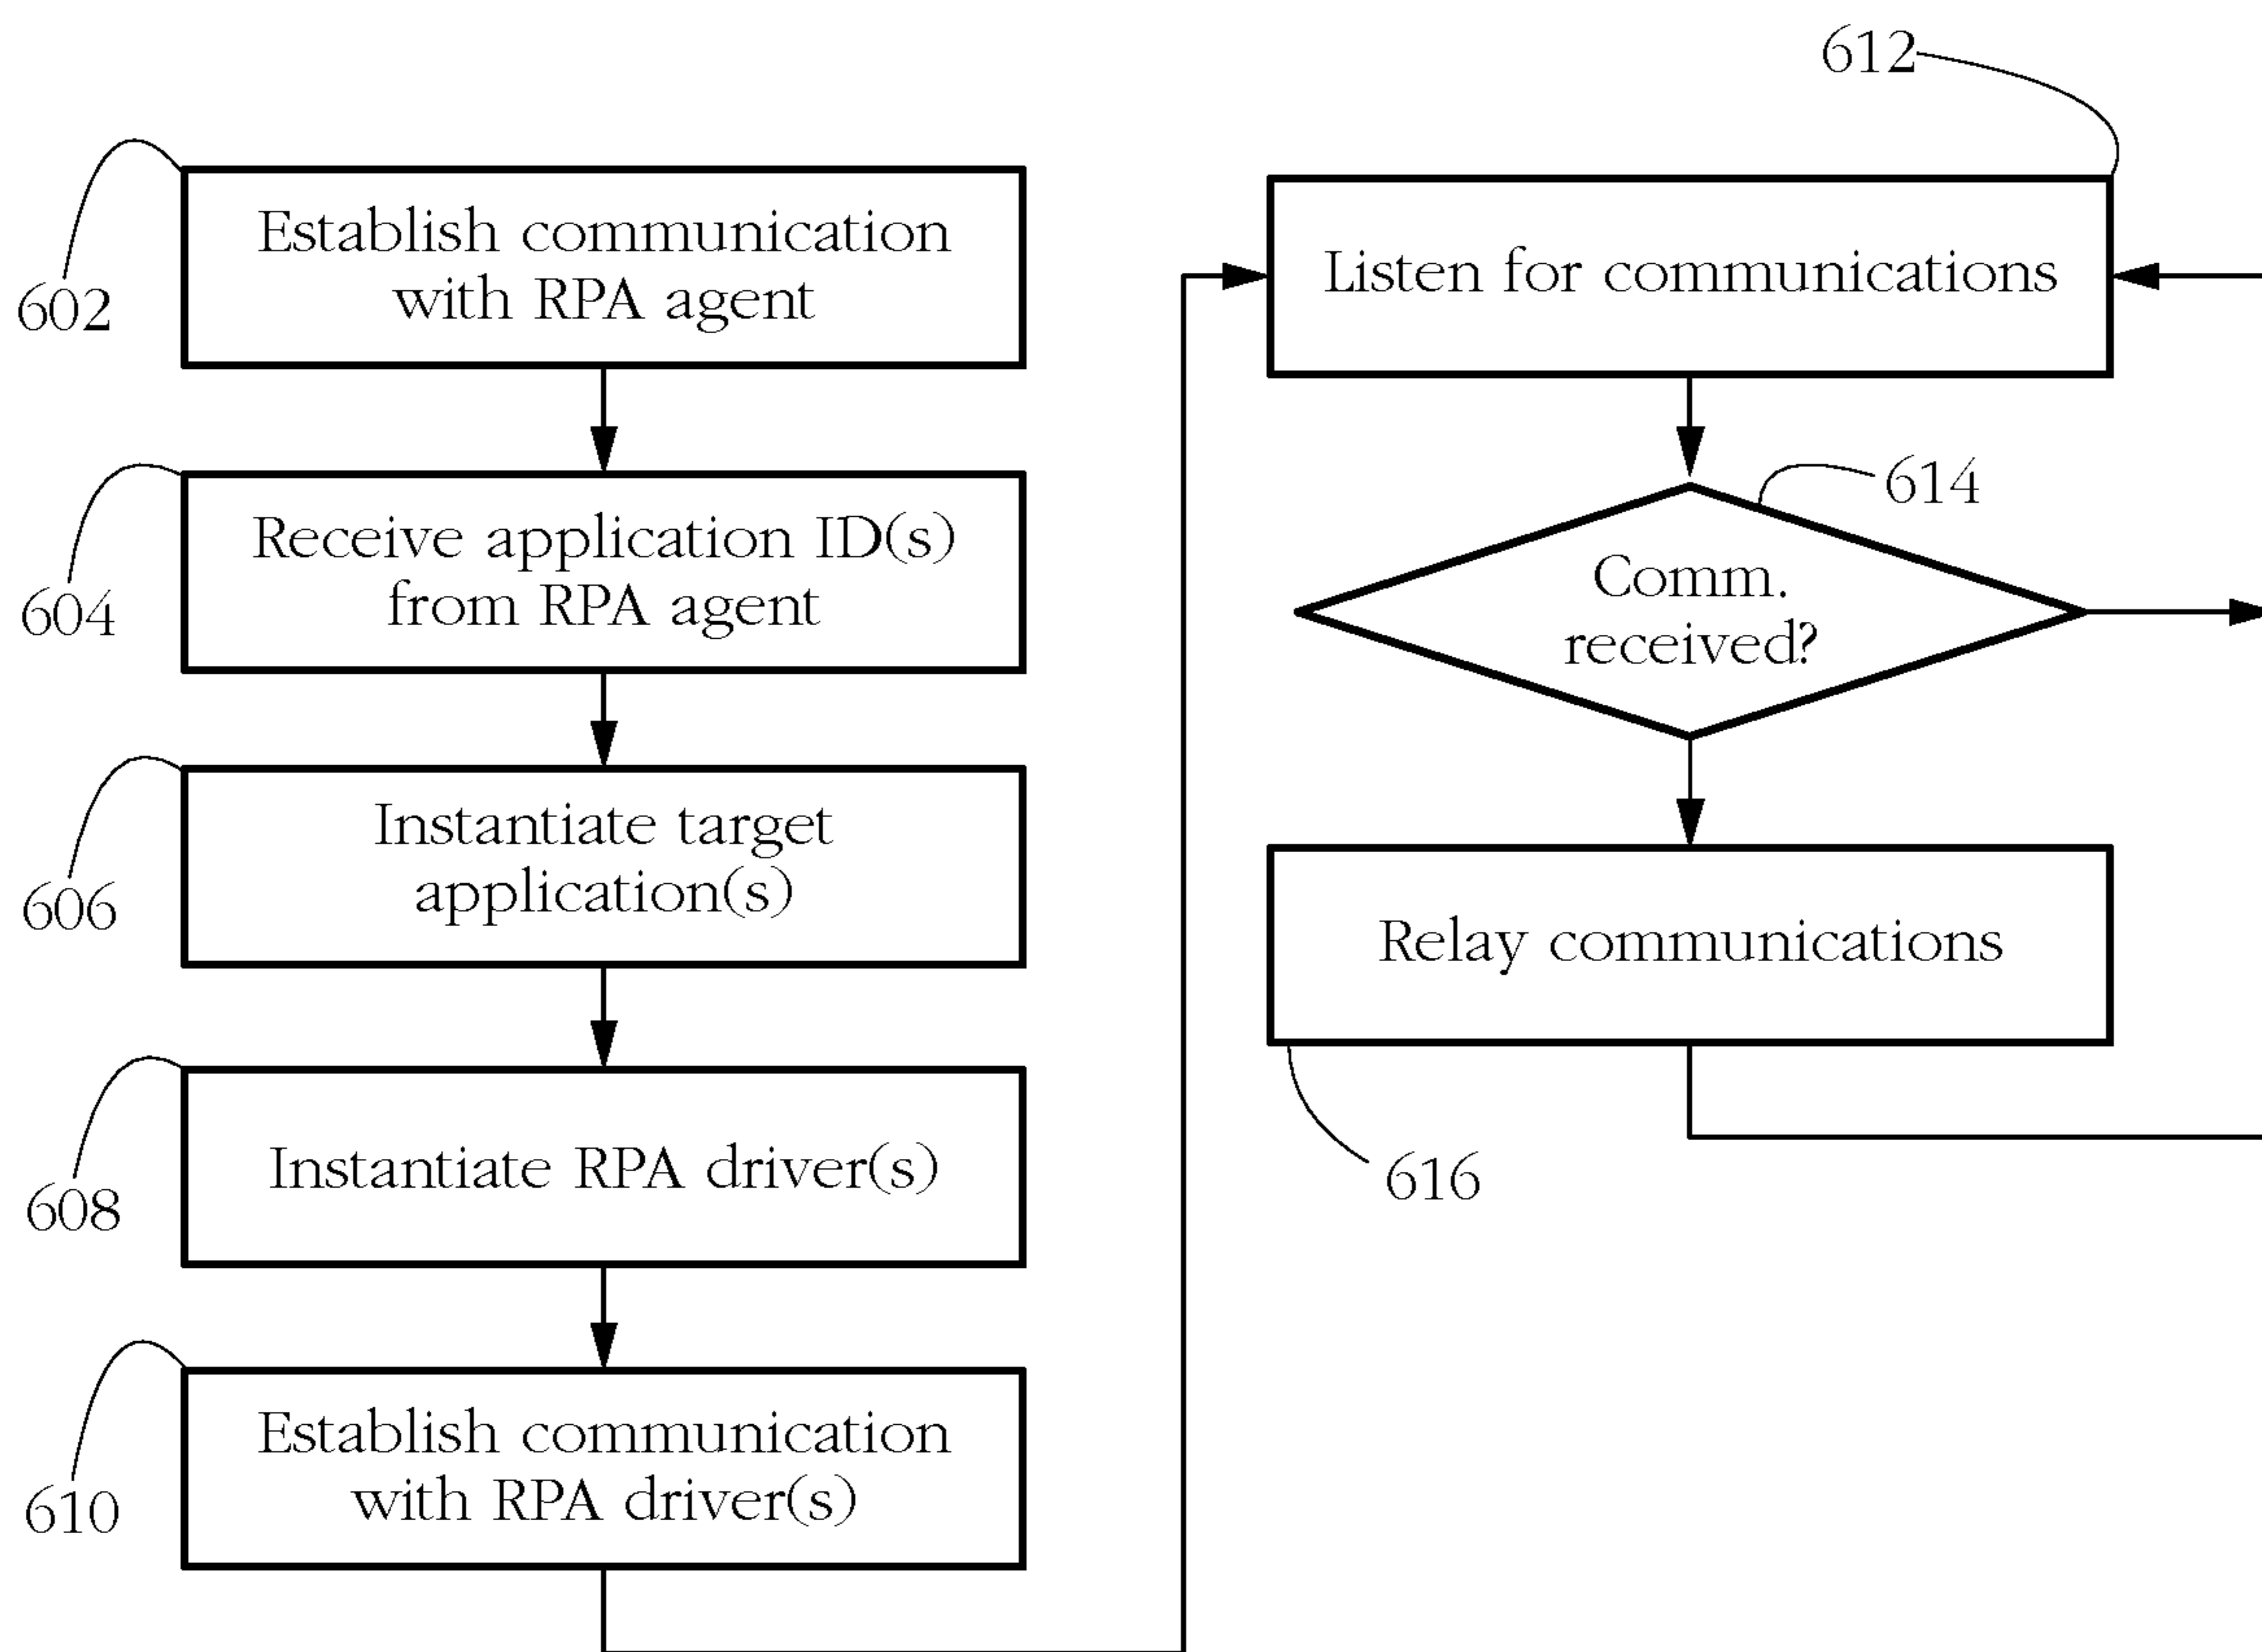 602
Establish communication
with RPA agent
604
Receive application ID(s)
from RPA agent
606
Instantiate target
application(s)
608
Instantiate RPA driver(s)
610
Establish communication
with RPA driver(s)
612
Listen for communications
614
Comm.
received?
Relay communications
616